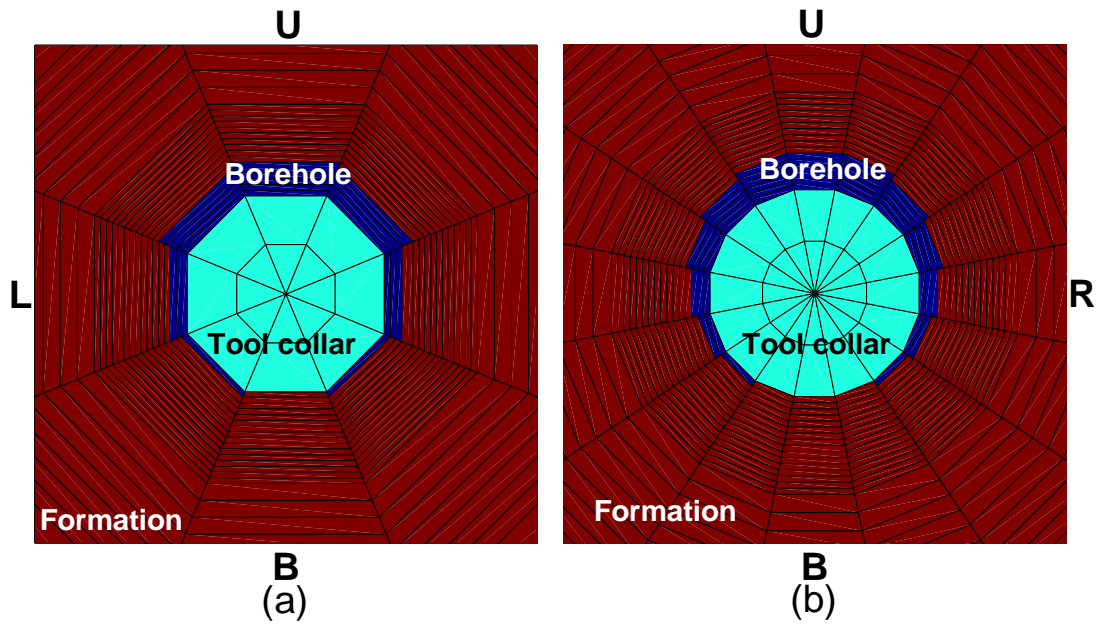 U U
Borehole Borehole
L R
Tool collar Tool collar
Formation Formation
B B
(a) (b)